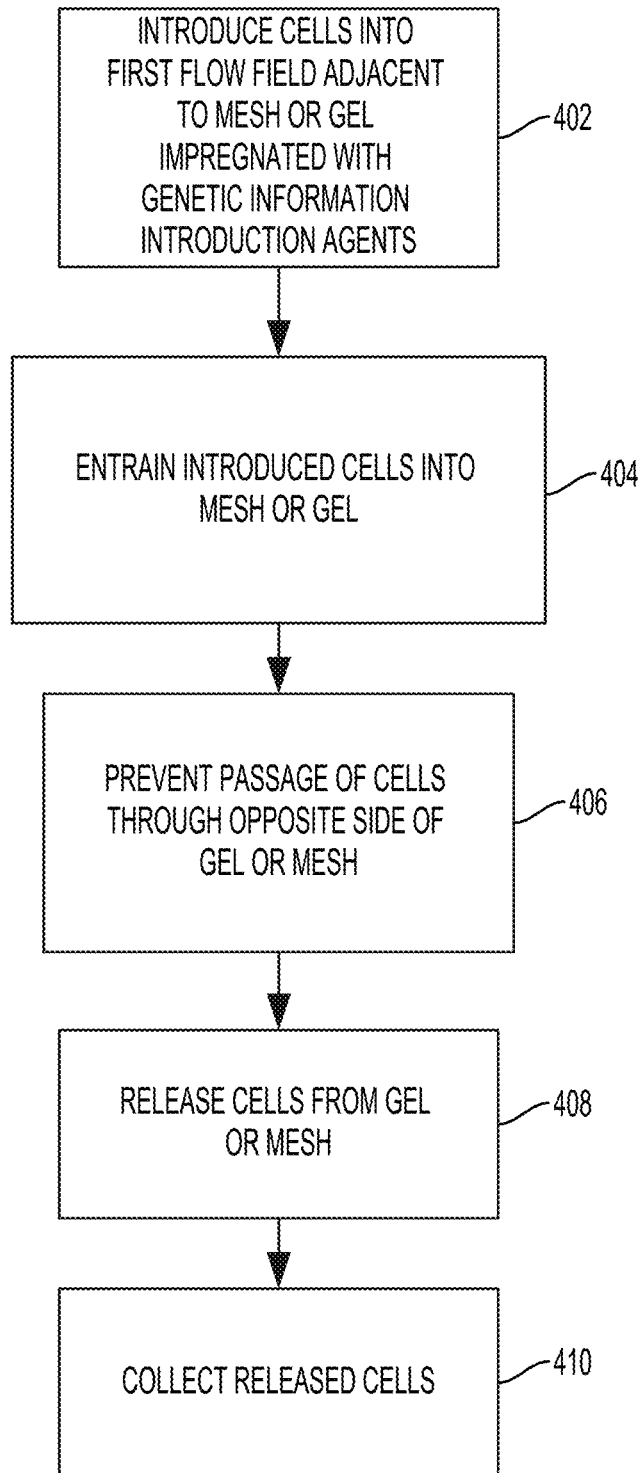 INTRODUCE CELLS INTO
FIRST FLOW FIELD ADJACENT
TO MESH OR GEL
IMPREGNATED WITH
GENETIC INFORMATION
INTRODUCTION AGENTS
402
ENTRAIN INTRODUCED CELLS INTO
MESH OR GEL
404
PREVENT PASSAGE OF CELLS
THROUGH OPPOSITE SIDE OF
GEL OR MESH
406
RELEASE CELLS FROM GEL
OR MESH
408
COLLECT RELEASED CELLS
410